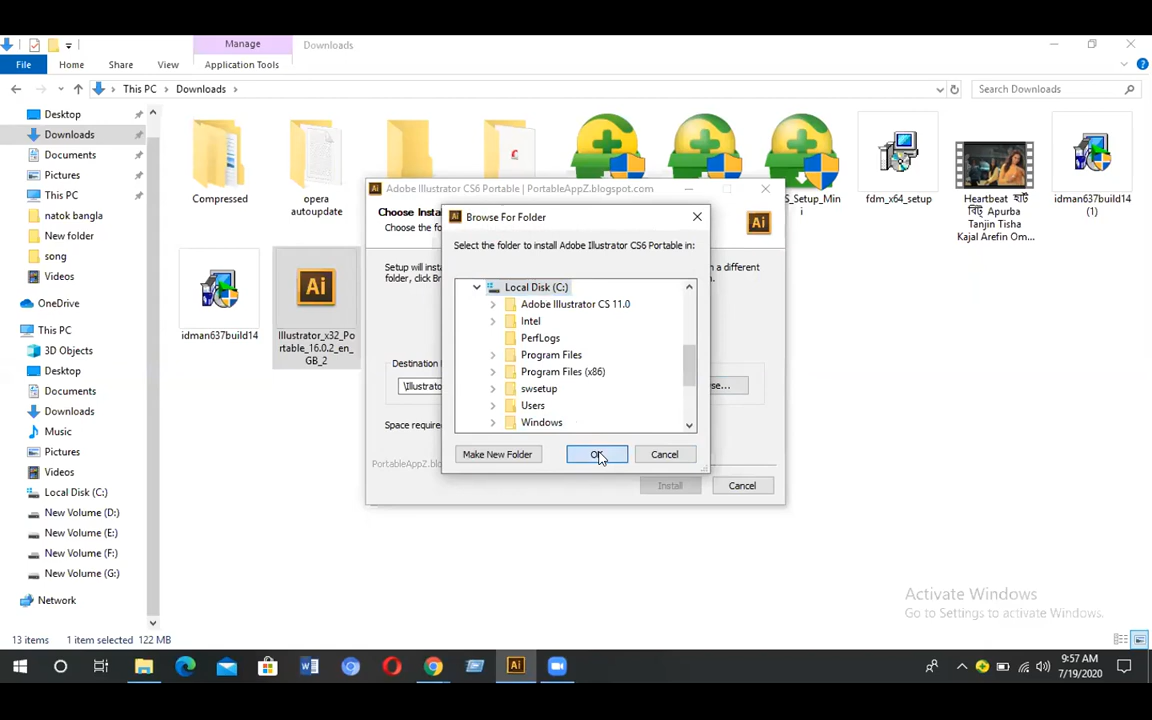 Manage
Downloads
File
Home
Share
View
Application Tools
This PC
Downloads
Search Downloads
Desktop
Downloads
Documents
Pictures
This PC
natok bangla
New folder
song
Videos
OneDrive
This PC
3D Objects
Desktop
Documents
Downloads
Music
Pictures
Videos
Local Disk (C:)
New Volume (D:)
New Volume (E:)
New Volume (F:)
New Volume (G:)
Network
Compressed
opera
autoupdate
S_Setup_Mini
fdm_x64_setup
Heartbeat হার্ট
বিট্ Apurba
Tanjin Tisha
Kajal Arefin Om...
idman637build14
(1)
idman637build14
Illustrator_x32_Po
rtable_16.0.2_en_
GB_2
Adobe Illustrator CS6 Portable | PortableAppZ.blogspot.com
Choose Insta
Choose the fo
Setup will instal
folder, click Br
n a different
Destination
\Illustrato
se...
Space require
PortableAppZ.blo
Install
Cancel
Browse For Folder
Select the folder to install Adobe Illustrator CS6 Portable in:
Local Disk (C:)
Adobe Illustrator CS 11.0
Intel
PerfLogs
Program Files
Program Files (x86)
swsetup
Users
Windows
Make New Folder
OK
Cancel
Activate Windows
Go to Settings to activate Windows.
13 items
1 item selected
122 MB
9:57 AM
7/19/2020